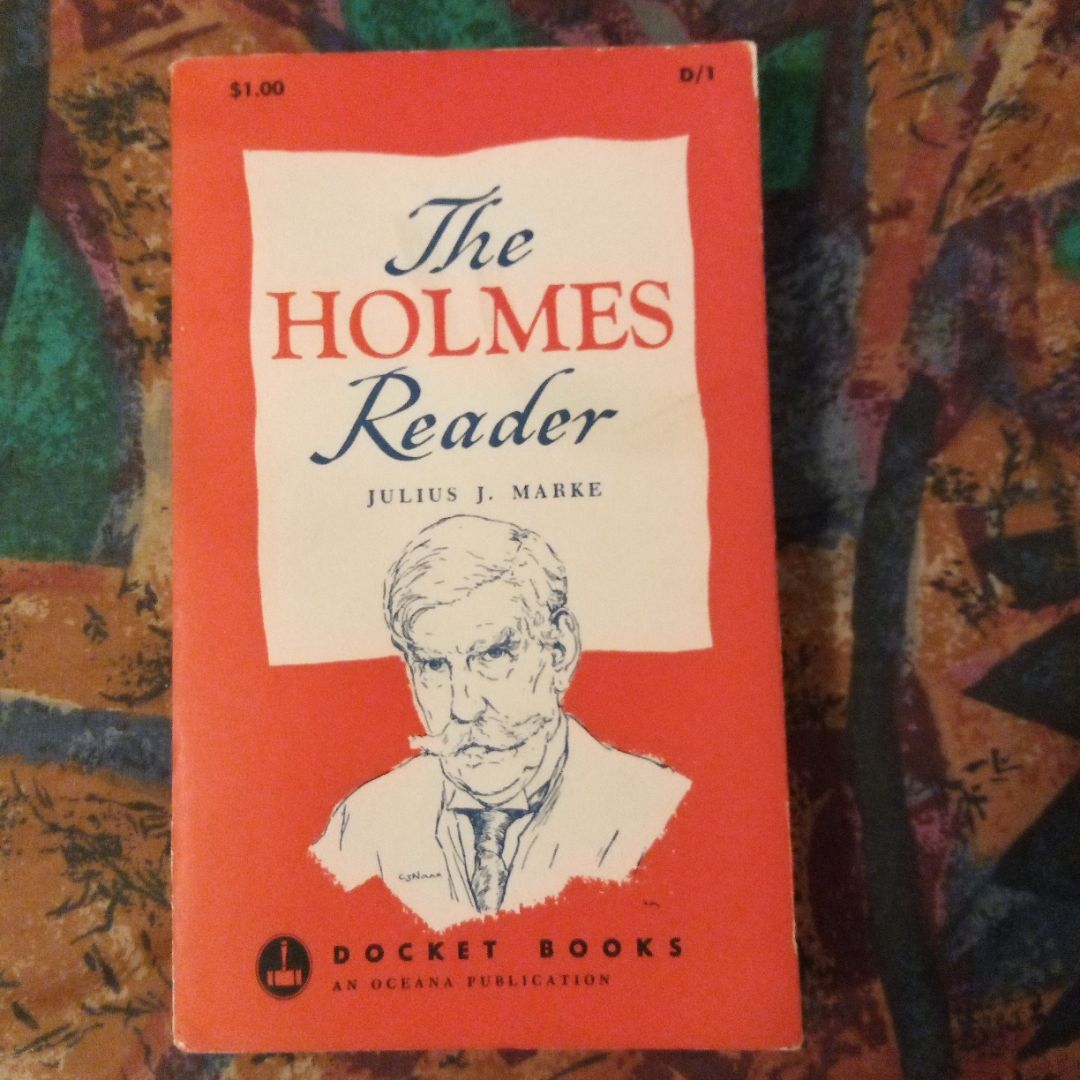 $1.00
D/1
The
HOLMES
Reader
JULIUS J. MARKE
DOCKET BOOKS
AN OCEANA PUBLICATION